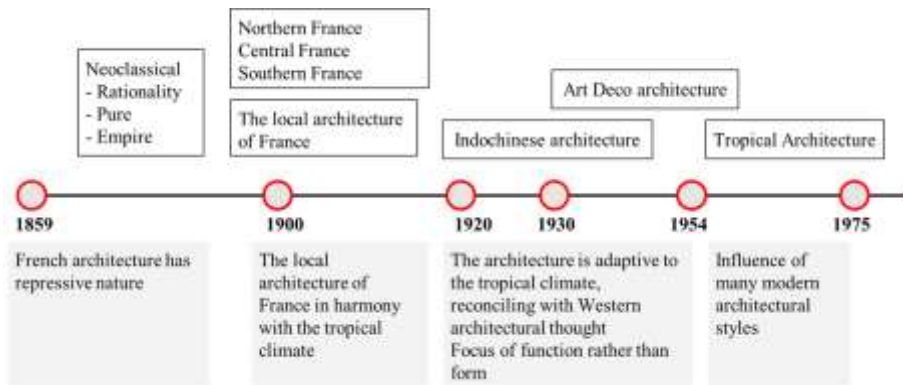 Neoclassical
- Rationality
- Pure
- Empire
Northern France
Central France
Southern France
The local architecture
of France
Indochinese architecture
Art Deco architecture
Tropical Architecture
1859
1900
1920
1930
1954
1975
French architecture has
repressive nature
The local
architecture of
France in harmony
with the tropical
climate
The architecture is adaptive to
the tropical climate,
reconciling with Western
architectural thought
Focus of function rather than
form
Influence of
many modern
architectural
styles